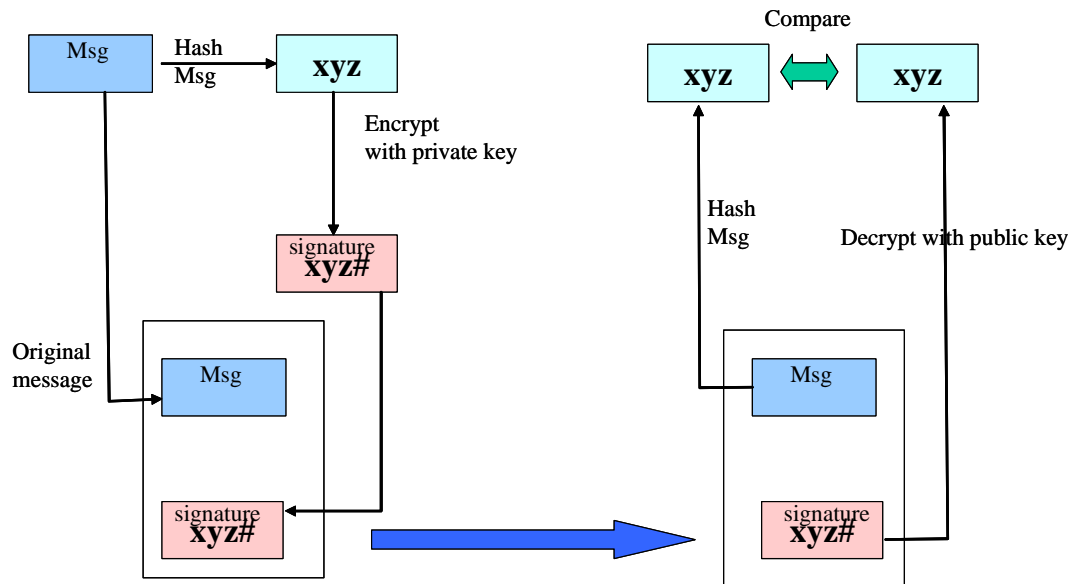 Msg
Hash
Msg
xyz
Encrypt
with private key
signature
xyz#
Original
message
Msg
signature
xyz#
Compare
xyz
xyz
Hash
Msg
Decrypt with public key
Msg
signature
xyz#